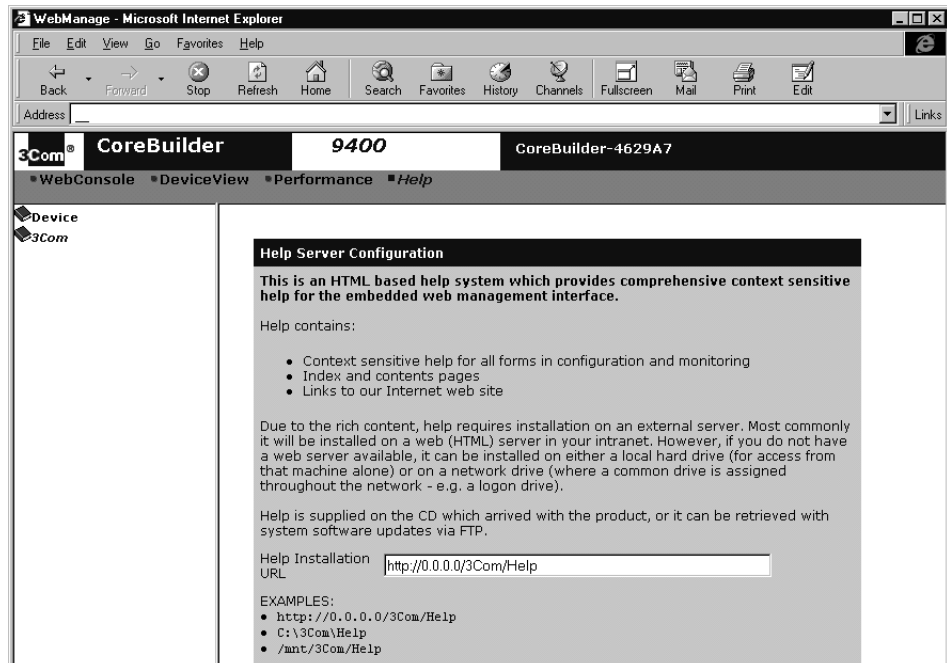 WebManage - Microsoft Internet Explorer
File Edit View Go Favorites Help
Back Forward Stop Refresh Home Search Favorites History Channels Fullscreen Mail Print Edit
Address Links
3Com® CoreBuilder 9400 CoreBuilder-4629A7
WebConsole DeviceView Performance Help
Device
3Com
Help Server Configuration
This is an HTML based help system which provides comprehensive context sensitive
help for the embedded web management interface.
Help contains:
• Context sensitive help for all forms in configuration and monitoring
• Index and contents pages
• Links to our Internet web site
Due to the rich content, help requires installation on an external server. Most commonly
it will be installed on a web (HTML) server in your intranet. However, if you do not have
a web server available, it can be installed on either a local hard drive (for access from
that machine alone) or on a network drive (where a common drive is assigned
throughout the network - e.g. a logon drive).
Help is supplied on the CD which arrived with the product, or it can be retrieved with
system software updates via FTP.
Help Installation
URL
http://0.0.0.0/3Com/Help
EXAMPLES:
• http://0.0.0.0/3Com/Help
• C:\3Com\Help
• /mnt/3Com/Help